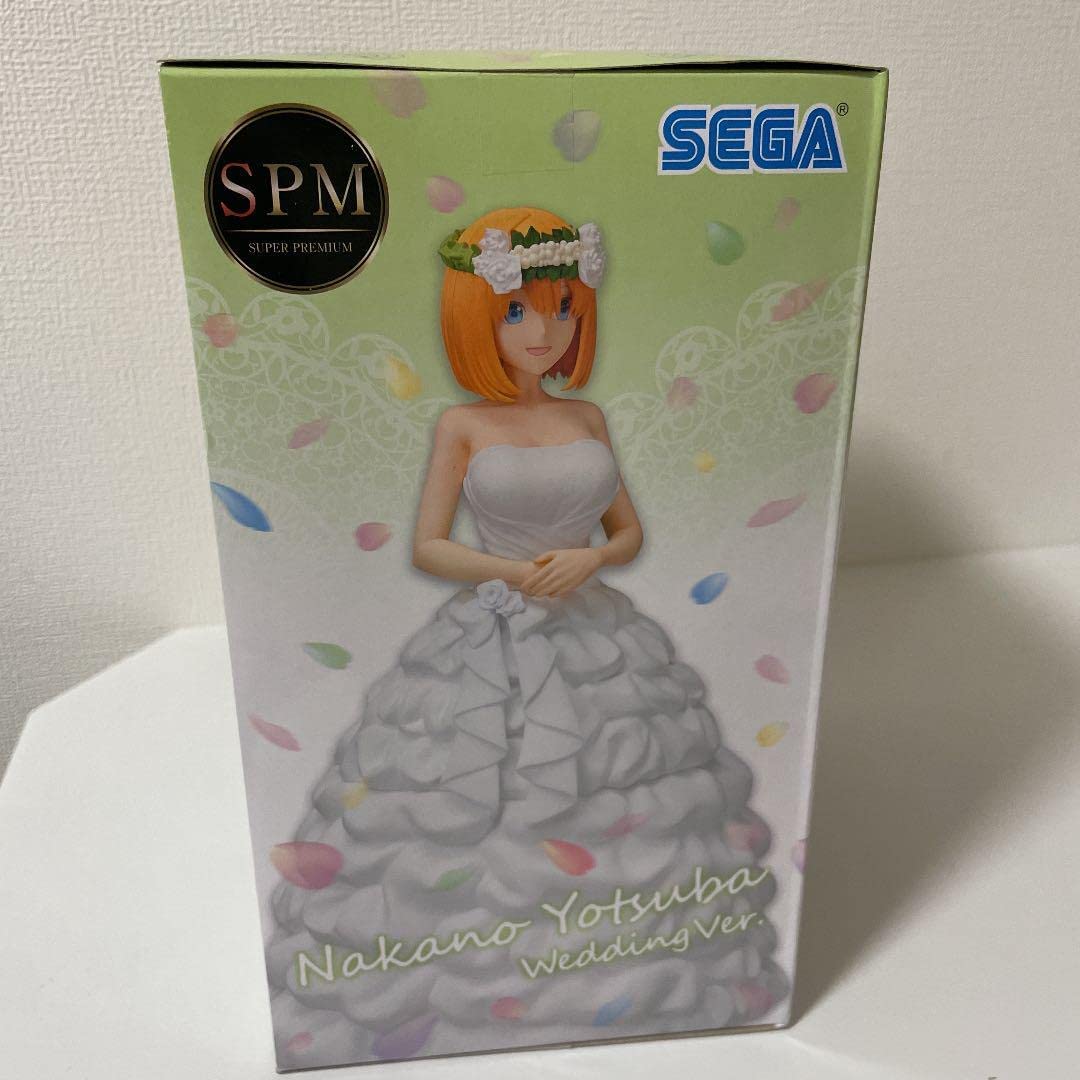 SPM
SUPER PREMIUM
SEGA®
Nakano Yotsuba
Wedding Ver.